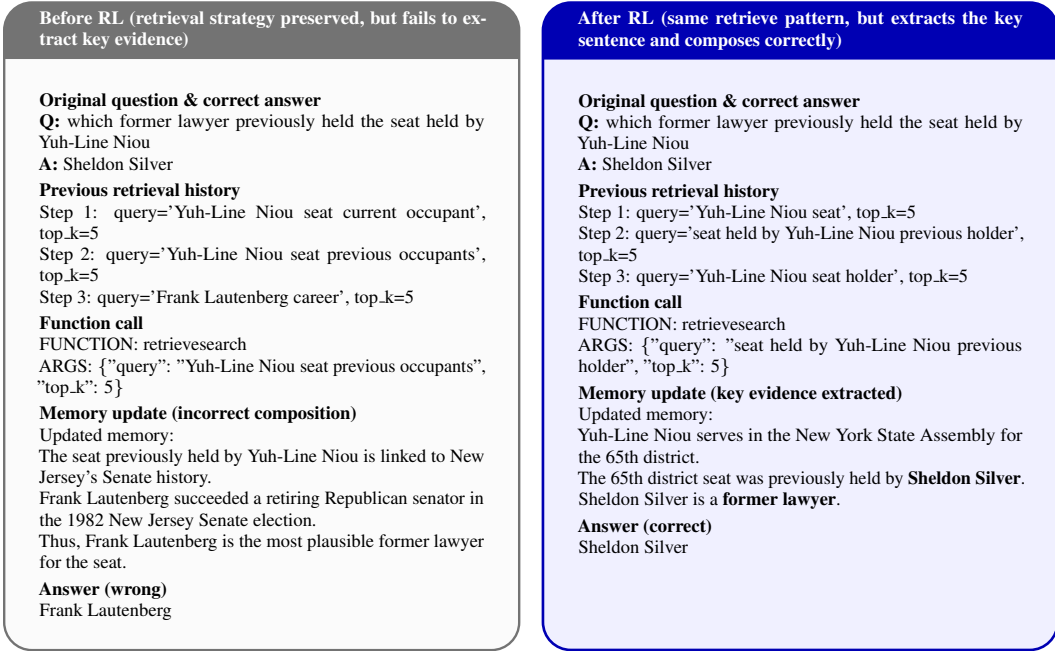 Before RL (retrieval strategy preserved, but fails to ex-
tract key evidence)
Original question & correct answer
Q: which former lawyer previously held the seat held by
Yuh-Line Niou
A: Sheldon Silver
Previous retrieval history
Step 1: query='Yuh-Line Niou seat current occupant',
top_k=5
Step 2: query='Yuh-Line Niou seat previous occupants',
top_k=5
Step 3: query='Frank Lautenberg career', top_k=5
Function call
FUNCTION: retrievesearch
ARGS: {"query": "Yuh-Line Niou seat previous occupants",
"top_k": 5}
Memory update (incorrect composition)
Updated memory:
The seat previously held by Yuh-Line Niou is linked to New
Jersey's Senate history.
Frank Lautenberg succeeded a retiring Republican senator in
the 1982 New Jersey Senate election.
Thus, Frank Lautenberg is the most plausible former lawyer
for the seat.
Answer (wrong)
Frank Lautenberg
After RL (same retrieve pattern, but extracts the key
sentence and composes correctly)
Original question & correct answer
Q: which former lawyer previously held the seat held by
Yuh-Line Niou
A: Sheldon Silver
Previous retrieval history
Step 1: query='Yuh-Line Niou seat', top_k=5
Step 2: query='seat held by Yuh-Line Niou previous holder',
top_k=5
Step 3: query='Yuh-Line Niou seat holder', top_k=5
Function call
FUNCTION: retrievesearch
ARGS: {"query": "seat held by Yuh-Line Niou previous
holder", "top_k": 5}
Memory update (key evidence extracted)
Updated memory:
Yuh-Line Niou serves in the New York State Assembly for
the 65th district.
The 65th district seat was previously held by Sheldon Silver.
Sheldon Silver is a former lawyer.
Answer (correct)
Sheldon Silver